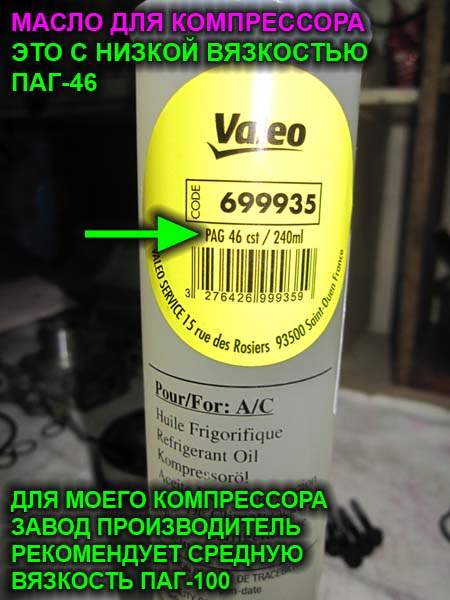 МАСЛО ДЛЯ КОМПРЕССОРА
ЭТО С НИЗКОЙ ВЯЗКОСТЬЮ
ПАГ-46
Valeo
CODE
699935
PAG 46 cst / 240ml
3 276426 999359
VALEO SERVICE 15 rue des Rosiers 93500 Saint-Ouen France
Pour/For: A/C
Huile Frigorifique
Refrigerant Oil
Kompressoröl
Aceite
ДЛЯ МОЕГО КОМПРЕССОРА
ЗАВОД ПРОИЗВОДИТЕЛЬ
РЕКОМЕНДУЕТ СРЕДНУЮ
ВЯЗКОСТЬ ПАГ-100